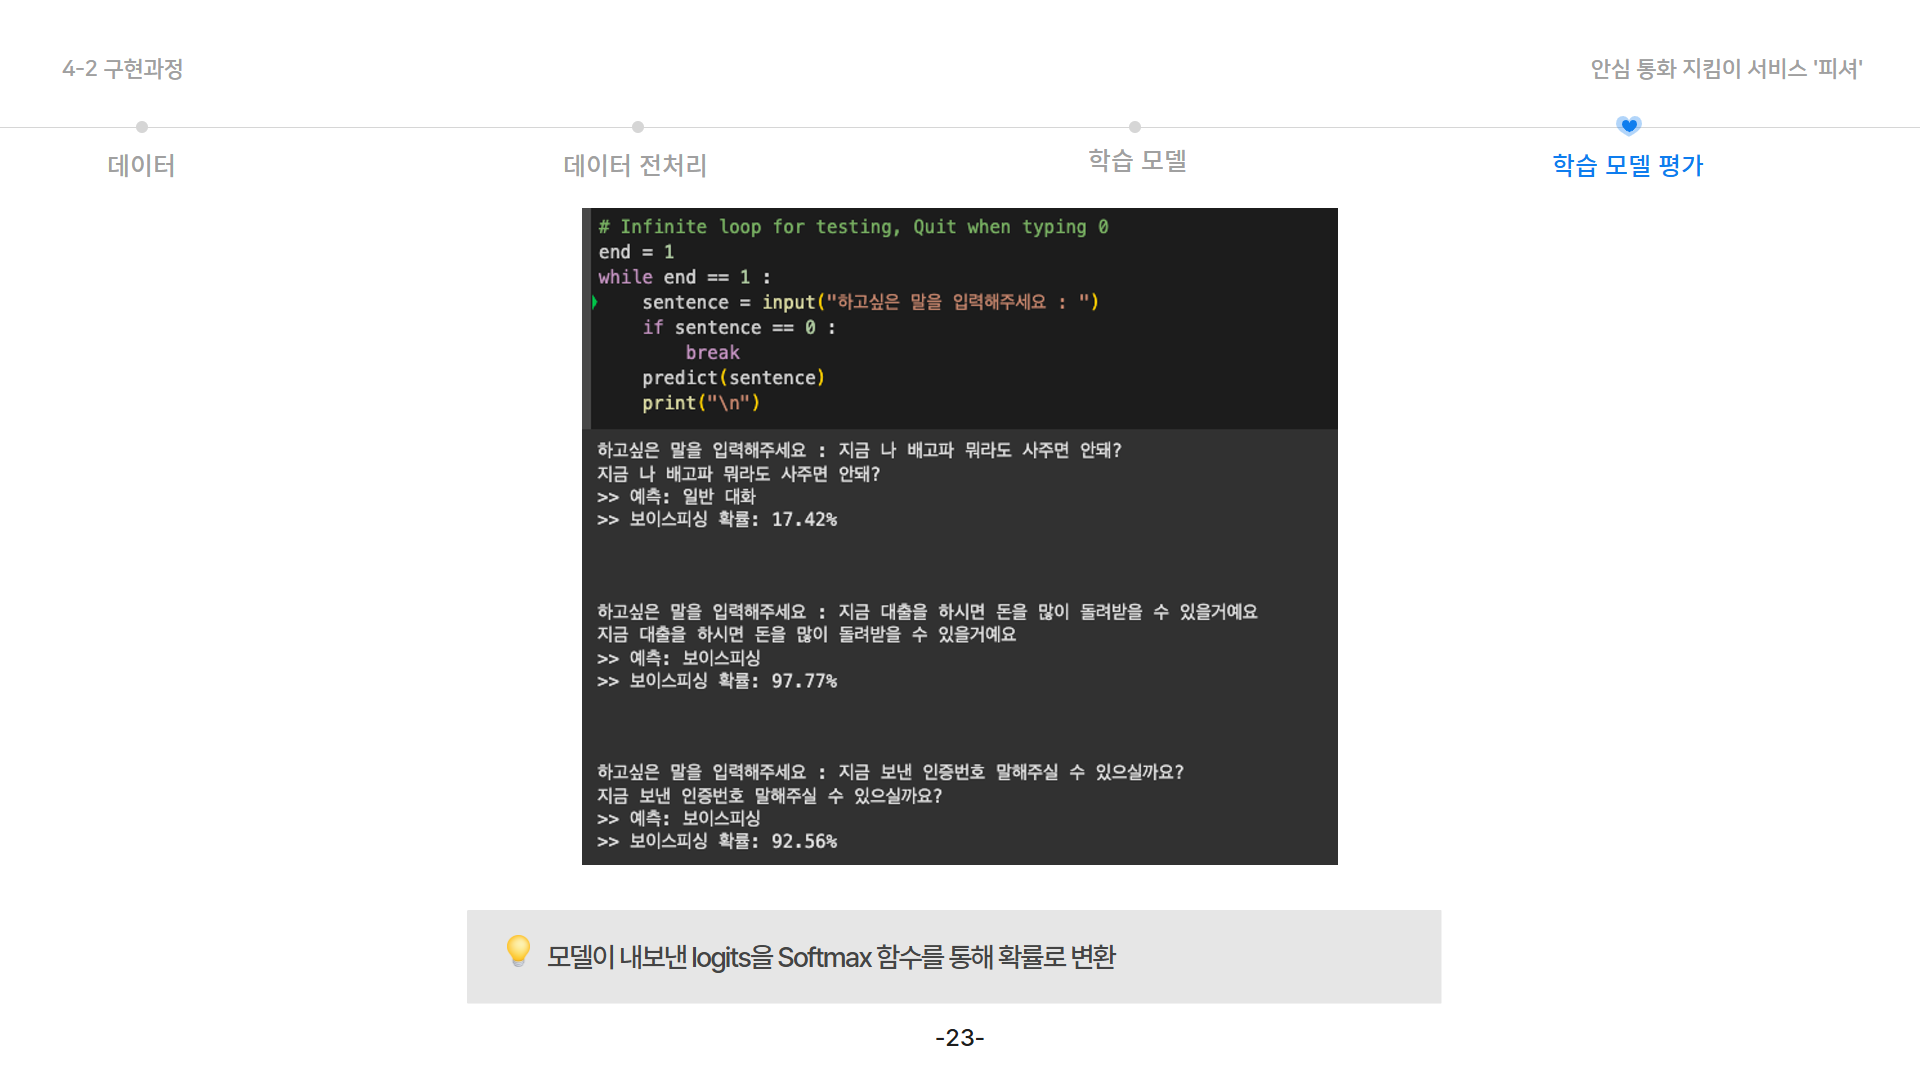 4-2 구현과정
안심 통화 지킴이 서비스 '피셔'
데이터
데이터 전처리
학습 모델
학습 모델 평가
# Infinite loop for testing, Quit when typing 0
end = 1
while end == 1 :
    sentence = input("하고싶은 말을 입력해주세요 : ")
    if sentence == 0 :
        break
    predict(sentence)
    print("\n")
하고싶은 말을 입력해주세요 : 지금 나 배고파 뭐라도 사주면 안돼?
지금 나 배고파 뭐라도 사주면 안돼?
>> 예측: 일반 대화
>> 보이스피싱 확률: 17.42%
하고싶은 말을 입력해주세요 : 지금 대출을 하시면 돈을 많이 돌려받을 수 있을거예요
지금 대출을 하시면 돈을 많이 돌려받을 수 있을거예요
>> 예측: 보이스피싱
>> 보이스피싱 확률: 97.77%
하고싶은 말을 입력해주세요 : 지금 보낸 인증번호 말해주실 수 있으실까요?
지금 보낸 인증번호 말해주실 수 있으실까요?
>> 예측: 보이스피싱
>> 보이스피싱 확률: 92.56%
모델이 내보낸 logits을 Softmax 함수를 통해 확률로 변환
-23-